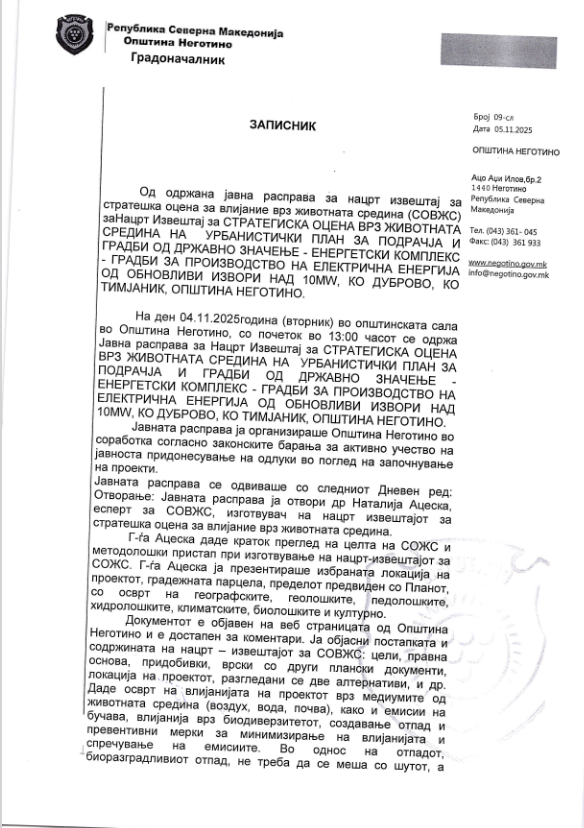 Република Северна Македонија
Општина Неготино
Градоначалник
Број 09-сл
Дата 05.11.2025
ОПШТИНА НЕГОТИНО
Ацо Аџи Илов,бр.2
1440 Неготино
Република Северна
Македонија
Тел. (043) 361- 045
Факс: (043) 361 933
www.negotino.gov.mk
info@negotino.gov.mk
ЗАПИСНИК
Од одржана јавна расправа за нацрт извештај за
стратешка оцена за влијание врз животната средина (СОВЖС)
заНацрт Извештај за СТРАТЕГИСКА ОЦЕНА ВРЗ ЖИВОТНАТА
СРЕДИНА НА УРБАНИСТИЧКИ ПЛАН ЗА ПОДРАЧЈА И
ГРАДБИ ОД ДРЖАВНО ЗНАЧЕЊЕ - ЕНЕРГЕТСКИ КОМПЛЕКС
- ГРАДБИ ЗА ПРОИЗВОДСТВО НА ЕЛЕКТРИЧНА ЕНЕРГИЈА
ОД ОБНОВЛИВИ ИЗВОРИ НАД 10MW, КО ДУБРОВО, КО
ТИМЈАНИК, ОПШТИНА НЕГОТИНО.
На ден 04.11.2025година (вторник) во општинската сала
во Општина Неготино, со почеток во 13:00 часот се одржа
Јавна расправа за Нацрт Извештај за СТРАТЕГИСКА ОЦЕНА
ВРЗ ЖИВОТНАТА СРЕДИНА НА УРБАНИСТИЧКИ ПЛАН ЗА
ПОДРАЧЈА И ГРАДБИ ОД ДРЖАВНО ЗНАЧЕЊЕ -
ЕНЕРГЕТСКИ КОМПЛЕКС - ГРАДБИ ЗА ПРОИЗВОДСТВО НА
ЕЛЕКТРИЧНА ЕНЕРГИЈА ОД ОБНОВЛИВИ ИЗВОРИ НАД
10MW, КО ДУБРОВО, КО ТИМЈАНИК, ОПШТИНА НЕГОТИНО.
Јавната расправа ја организираше Општина Неготино во
соработка согласно законските барања за активно учество на
јавноста придонесување на одлуки во поглед на започнување
на проекти.
Јавната расправа се одвиваше со следниот Дневен ред:
Отворање: Јавната расправа ја отвори др Наталија Ацеска,
есперт за СОВЖС, изготвувач на нацрт извештајот за
стратешка оцена за влијание врз животната средина.
Г-ѓа Ацеска даде краток преглед на целта на СОЖС и
методолошки пристап при изготвување на нацрт-извештајот за
СОЖС. Г-ѓа Ацеска ја презентираше избраната локација на
проектот, градежната парцела, пределот предвиден со Планот,
со осврт на географските, геолошките, педолошките,
хидролошките, климатските, биолошките и културно.
Документот е објавен на веб страницата од Општина
Неготино и е достапен за коментари. Ја објасни постапката и
содржината на нацрт – извештајот за СОВЖС: цели, правна
основа, придобивки, врски со други плански документи,
локација на проектот, разгледани се две алтернативи, и др.
Даде осврт на влијанијата на проектот врз медиумите од
животната средина (воздух, вода, почва), како и емисии на
бучава, влијанија врз биодиверзитетот, создавање отпад и
превентивни мерки за минимизирање на влијанијата и
спречување на емисиите. Во однос на отпадот,
биоразградливиот отпад, не треба да се меша со шутот, а